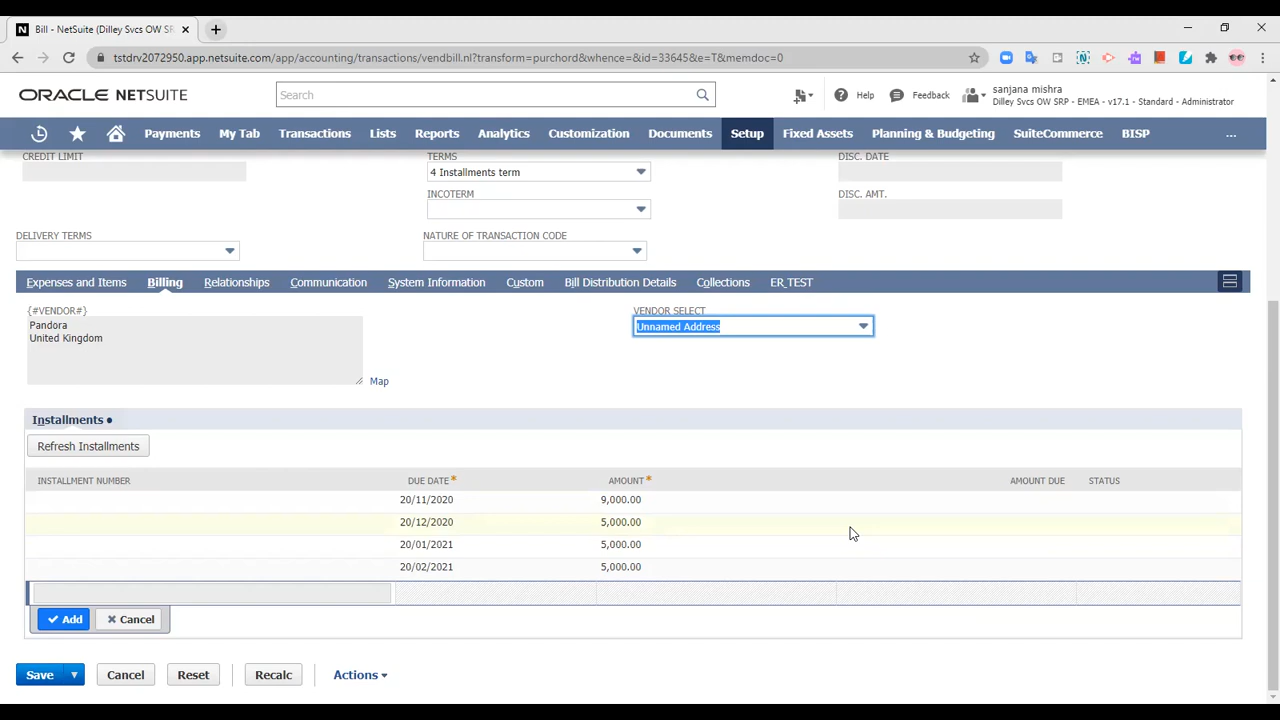 Bill - NetSuite (Dilley Svcs OW SR
tstdrv2072950.app.netsuite.com/app/accounting/transactions/vendbill.nl?transform=purchord&whence=&id=33645&e=T&memdoc=0
ORACLE NETSUITE
Search
Help
Feedback
sanjana mishra
Dilley Svcs OW SRP - EMEA - v17.1 - Standard - Administrator
Payments My Tab Transactions Lists Reports Analytics Customization Documents Setup Fixed Assets Planning & Budgeting SuiteCommerce BISP ...
CREDIT LIMIT
TERMS
4 Installments term
INCOTERM
DISC. DATE
DISC. AMT.
DELIVERY TERMS
NATURE OF TRANSACTION CODE
Expenses and Items Billing Relationships Communication System Information Custom Bill Distribution Details Collections ER_TEST
{#VENDOR#}
Pandora
United Kingdom
Map
VENDOR SELECT
Unnamed Address
Installments •
Refresh Installments
INSTALLMENT NUMBER DUE DATE* AMOUNT* AMOUNT DUE STATUS
20/11/2020 9,000.00
20/12/2020 5,000.00
20/01/2021 5,000.00
20/02/2021 5,000.00
Add Cancel
Save Cancel Reset Recalc Actions